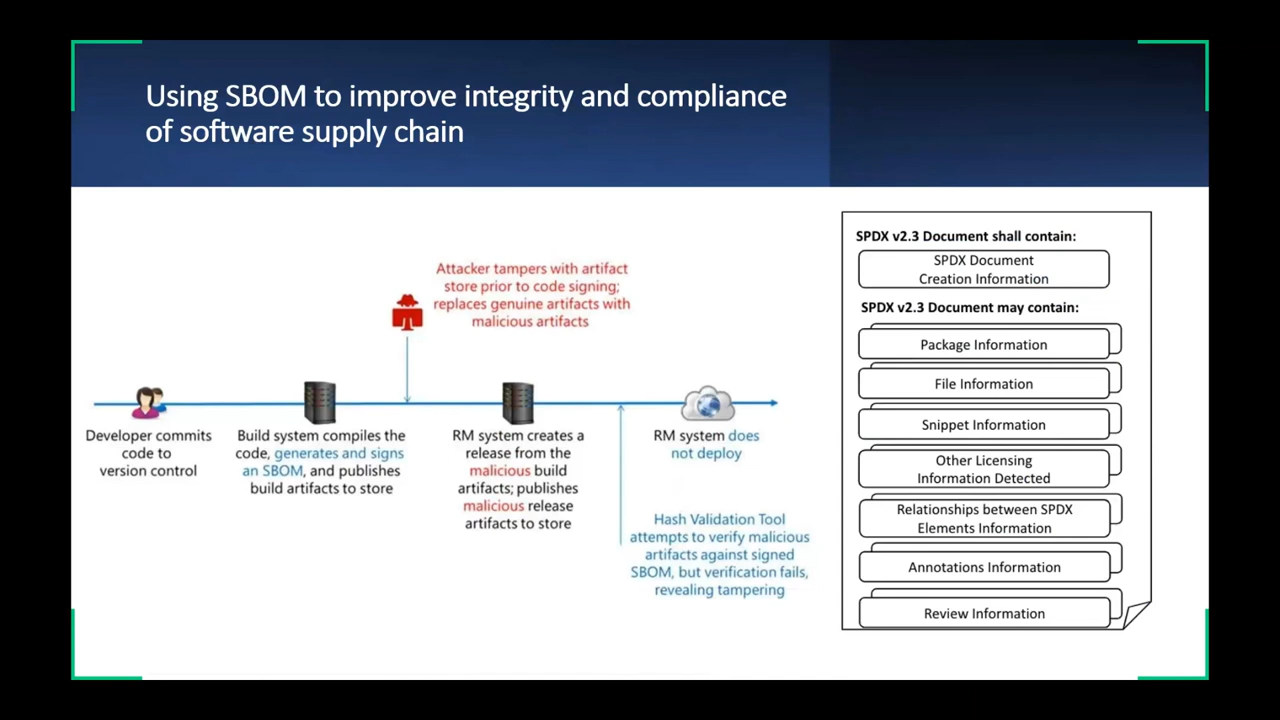 Using SBOM to improve integrity and compliance
of software supply chain
Attacker tampers with artifact
store prior to code signing;
replaces genuine artifacts with
malicious artifacts
Developer commits
code to
version control
Build system compiles the
code, generates and signs
an SBOM, and publishes
build artifacts to store
RM system creates a
release from the
malicious build
artifacts; publishes
malicious release
artifacts to store
RM system does
not deploy
Hash Validation Tool
attempts to verify malicious
artifacts against signed
SBOM, but verification fails,
revealing tampering
SPDX v2.3 Document shall contain:
SPDX Document
Creation Information
SPDX v2.3 Document may contain:
Package Information
File Information
Snippet Information
Other Licensing
Information Detected
Relationships between SPDX
Elements Information
Annotations Information
Review Information